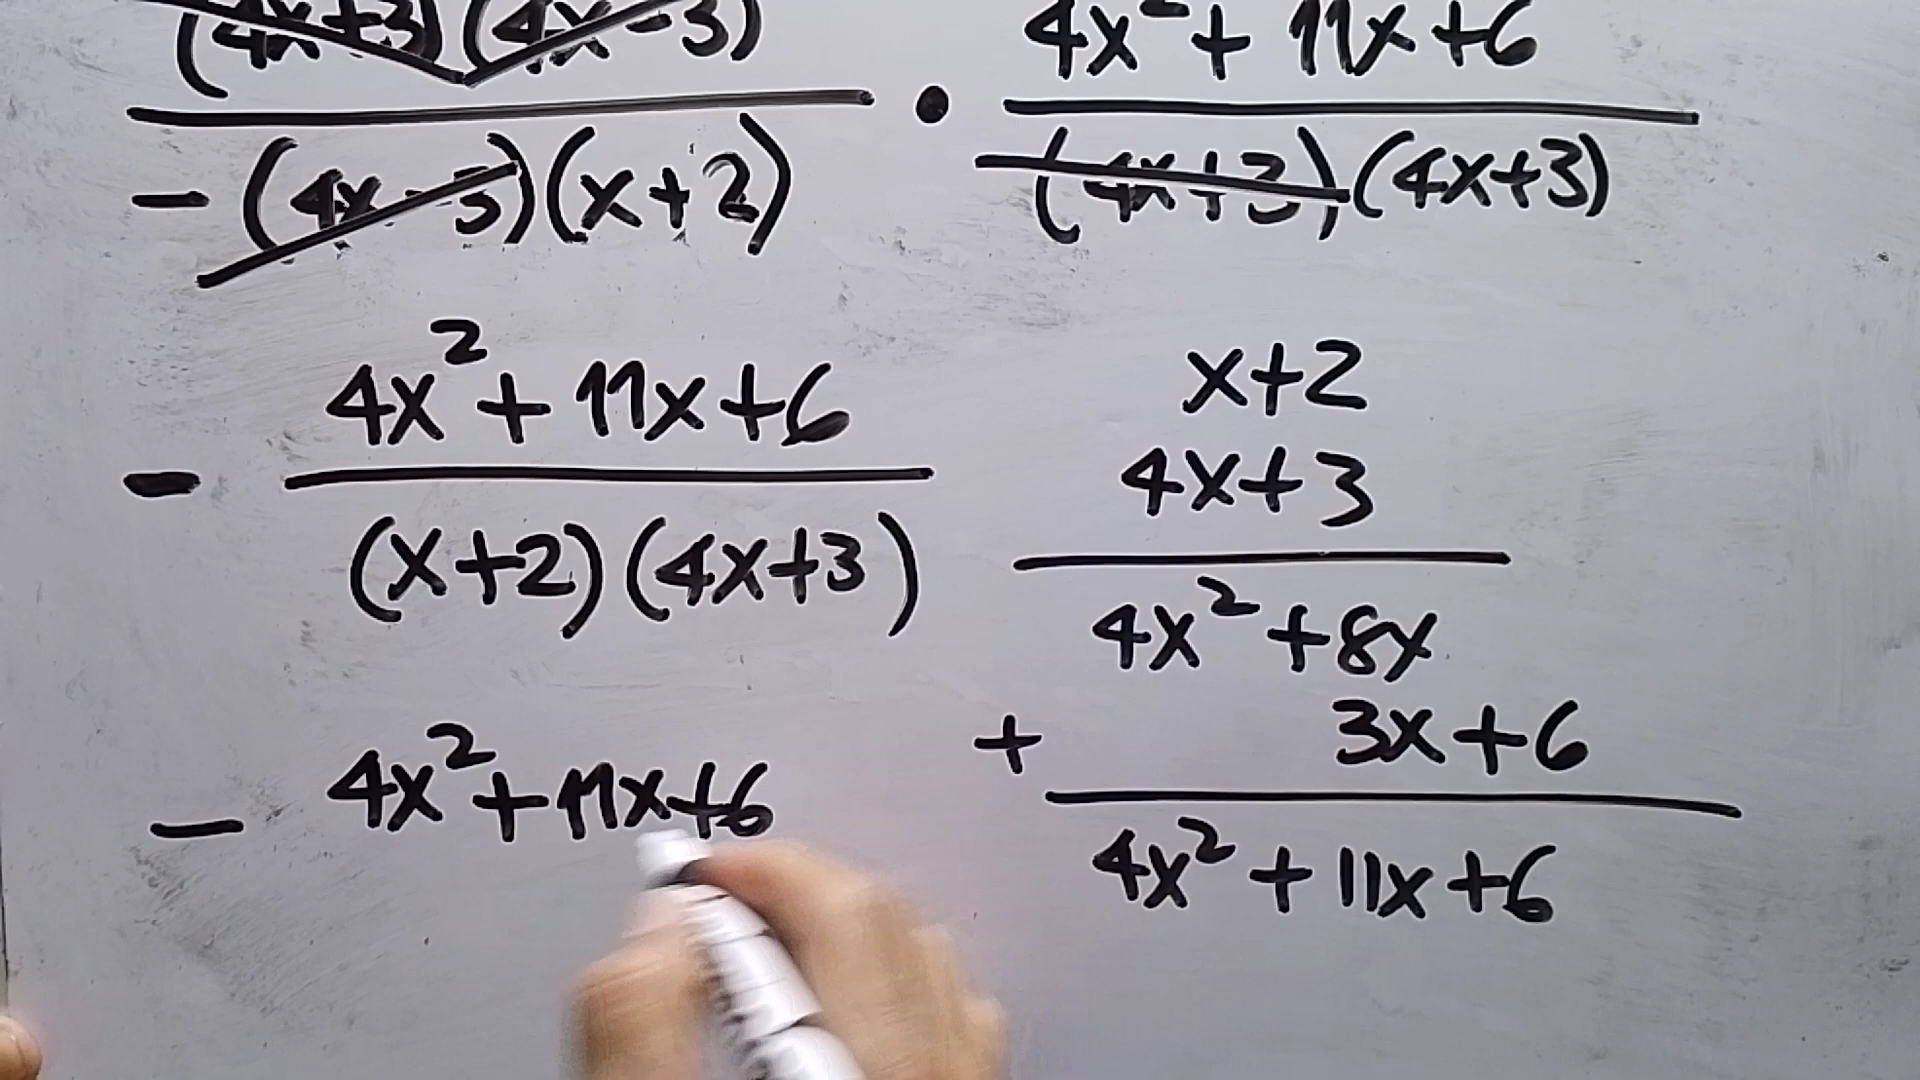 (4x+3)(4x-3) · 4x²+11x+6
-(4x-3)(x+2) (4x+3)(4x+3)
- 4x²+11x+6
(x+2)(4x+3)
x+2
4x+3
4x²+8x
+ 3x+6
4x²+11x+6
- 4x²+11x+6